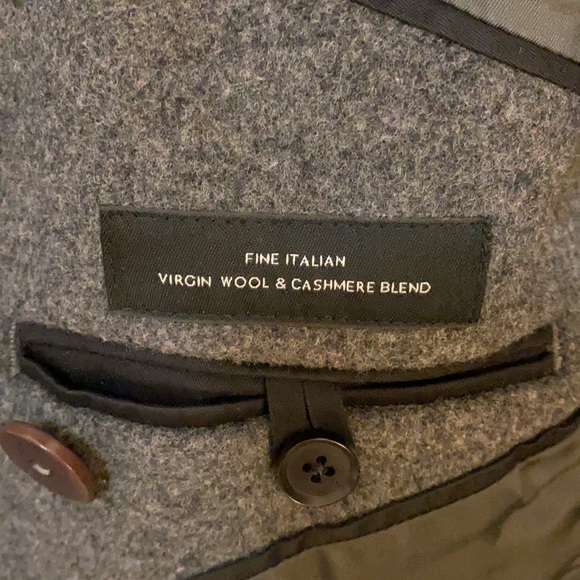 FINE ITALIAN
VIRGIN WOOL & CASHMERE BLEND